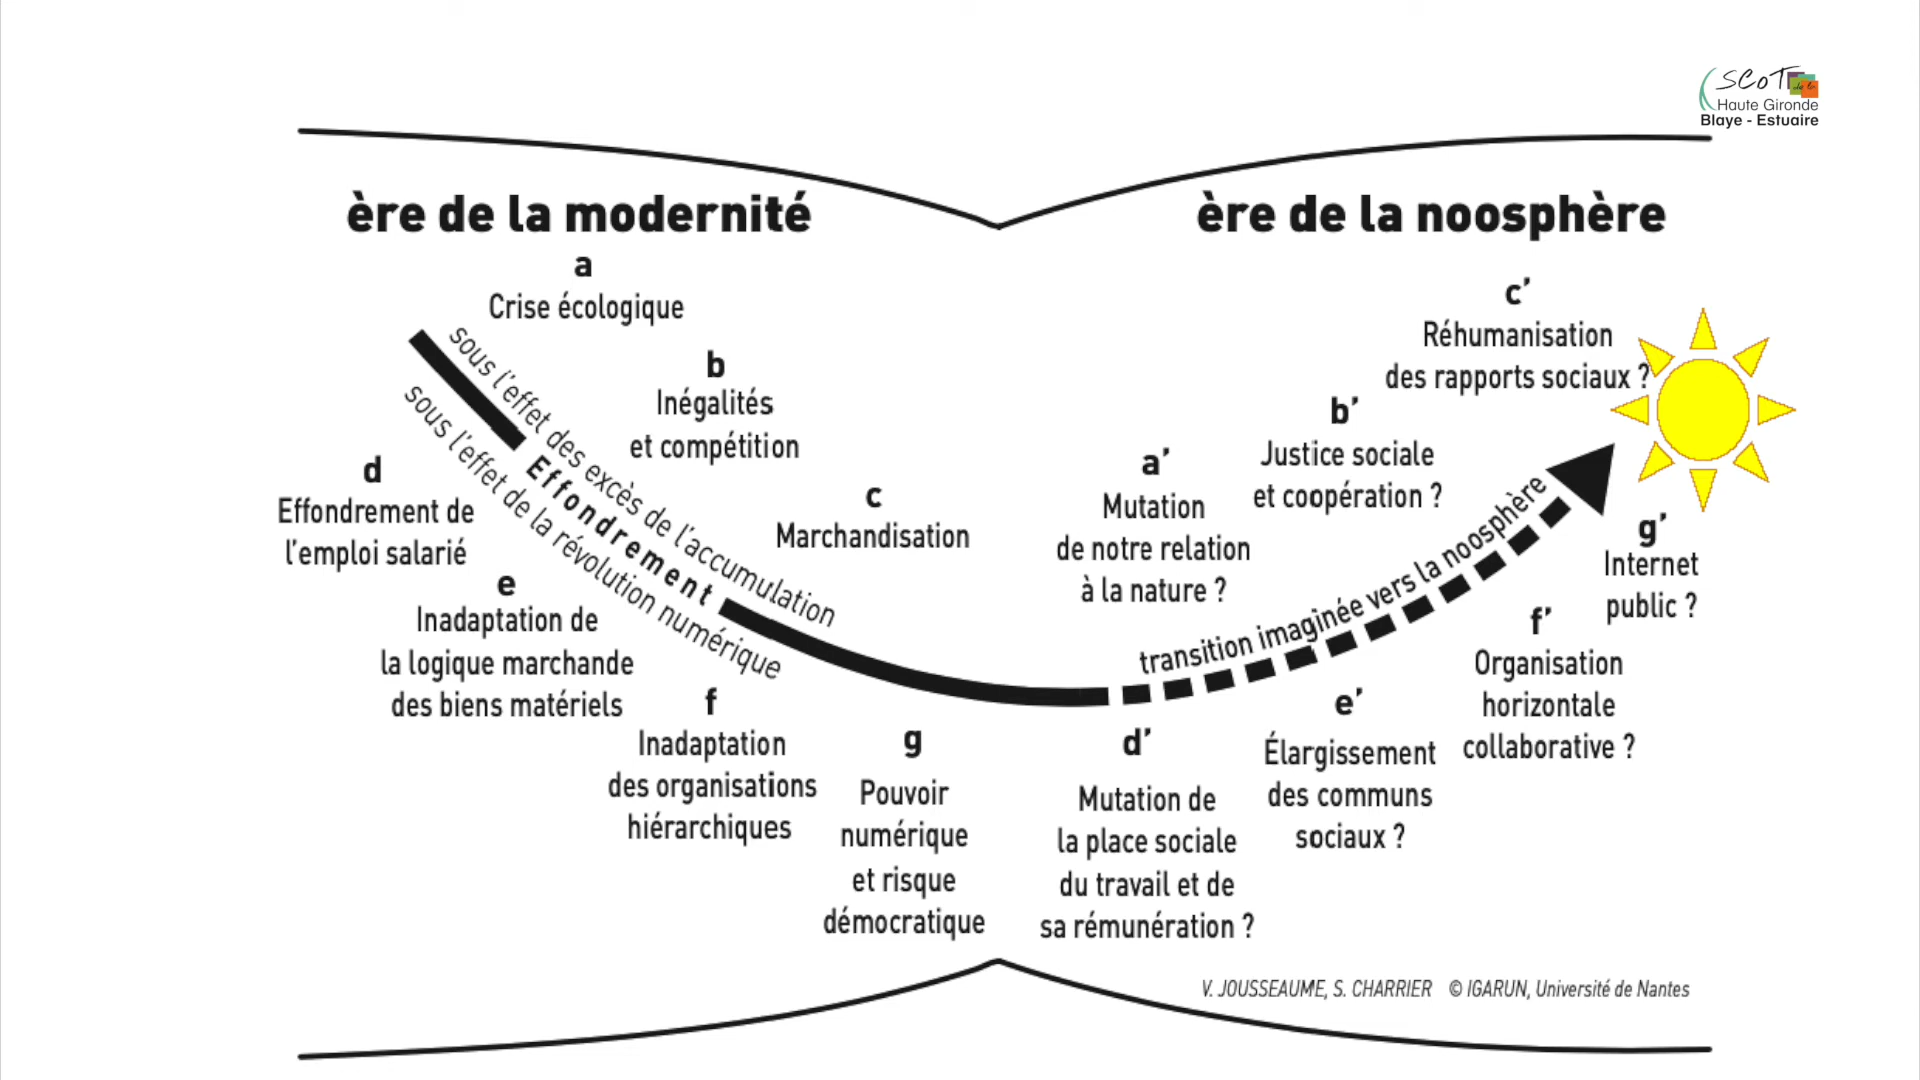 SCoT
de la
Haute Gironde
Blaye - Estuaire
ère de la modernité
a
Crise écologique
b
Inégalités
et compétition
c
Marchandisation
sous l'effet des excès de l'accumulation
Effondrement
sous l'effet de la révolution numérique
d
Effondrement de
l'emploi salarié
e
Inadaptation de
la logique marchande
des biens matériels
f
Inadaptation
des organisations
hiérarchiques
g
Pouvoir
numérique
et risque
démocratique
ère de la noosphère
c’
Réhumanisation
des rapports sociaux ?
b’
Justice sociale
et coopération ?
a’
Mutation
de notre relation
à la nature ?
transition imaginée vers la noosphère
g’
Internet
public ?
f’
Organisation
horizontale
collaborative ?
e’
Élargissement
des communs
sociaux ?
d’
Mutation de
la place sociale
du travail et de
sa rémunération ?
V. JOUSSEAUME, S. CHARRIER © IGARUN, Université de Nantes